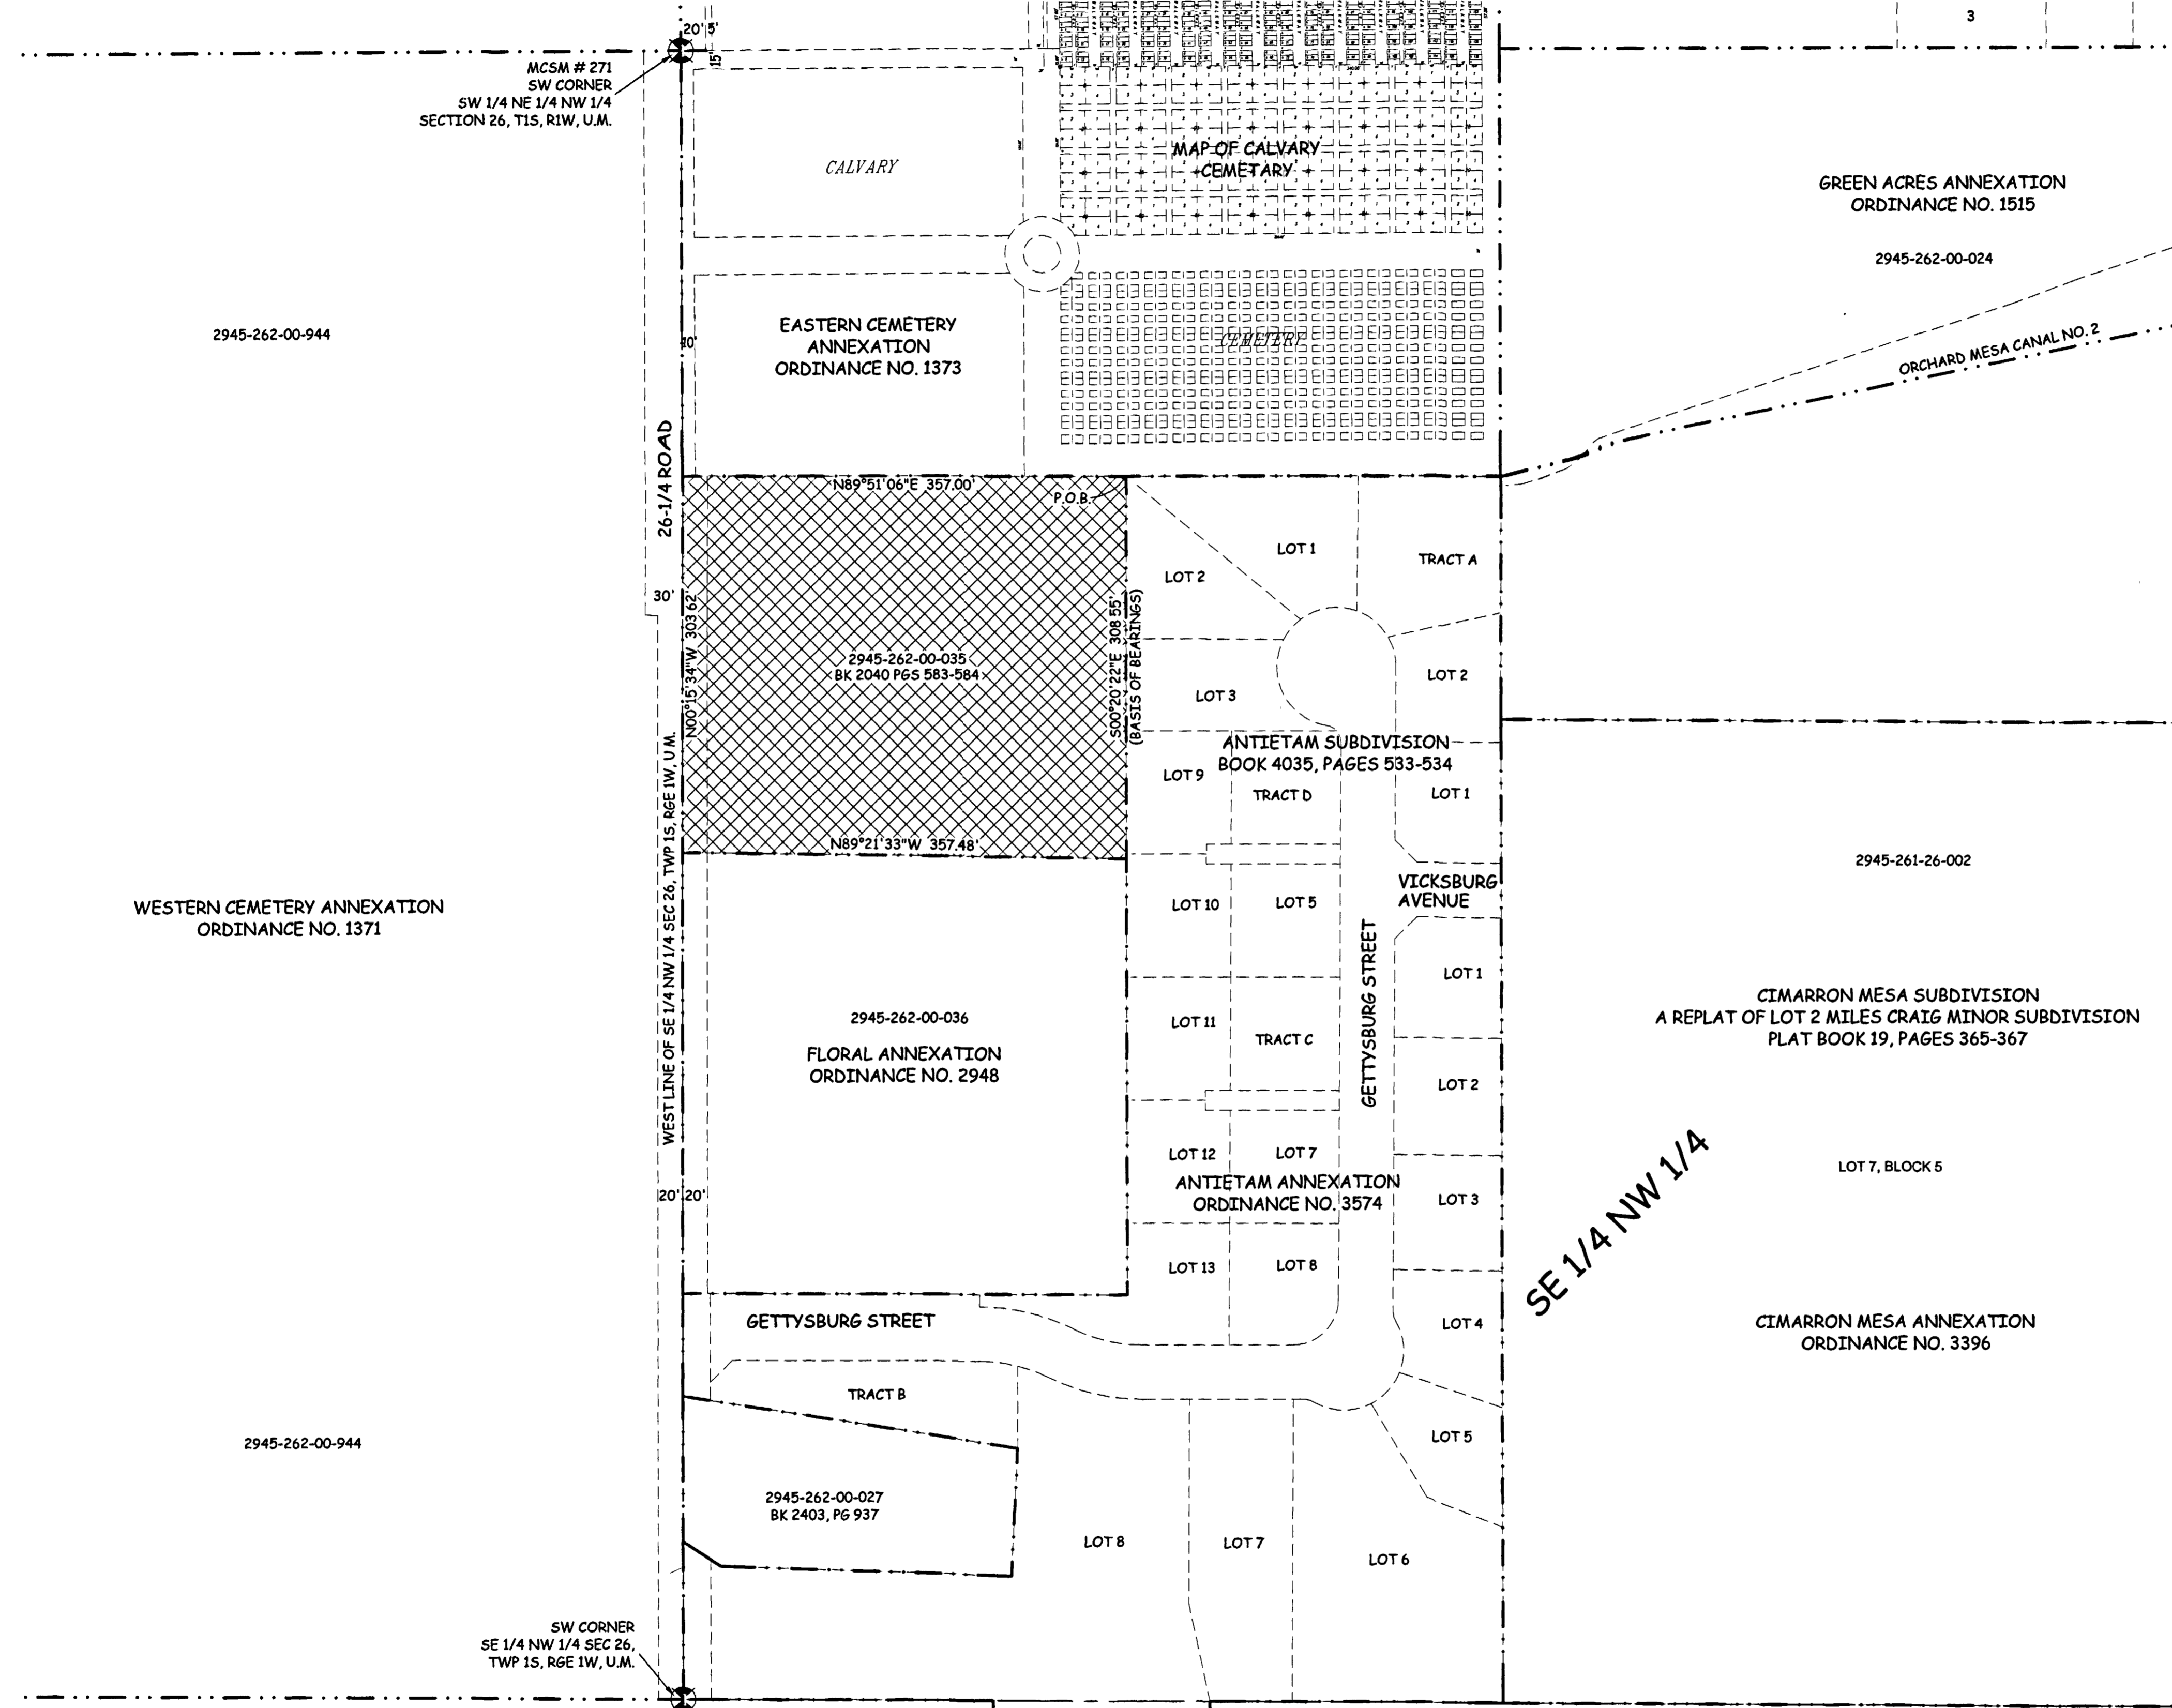 3
20' 5'
15'
MCSM # 271
SW CORNER
SW 1/4 NE 1/4 NW 1/4
SECTION 26, T1S, R1W, U.M.
CALVARY
MAP OF CALVARY
CEMETARY
GREEN ACRES ANNEXATION
ORDINANCE NO. 1515
2945-262-00-024
2945-262-00-944
EASTERN CEMETERY
ANNEXATION
ORDINANCE NO. 1373
CEMETERY
ORCHARD MESA CANAL NO. 2
26-1/4 ROAD
N89°51'06"E 357.00'
P.O.B.
LOT 1
LOT 2
TRACT A
30'
N00°15'34"W 303 62'
2945-262-00-035
BK 2040 PGS 583-584
S00°20'22"E 308 55'
(BASIS OF BEARINGS)
LOT 3
LOT 2
ANTIETAM SUBDIVISION
BOOK 4035, PAGES 533-534
LOT 9
TRACT D
LOT 1
N89°21'33"W 357.48'
VICKSBURG
AVENUE
2945-261-26-002
WESTERN CEMETERY ANNEXATION
ORDINANCE NO. 1371
WEST LINE OF SE 1/4 NW 1/4 SEC 26, TWP 1S, RGE 1W, U.M.
LOT 10
LOT 5
GETTYSBURG STREET
LOT 1
2945-262-00-036
FLORAL ANNEXATION
ORDINANCE NO. 2948
LOT 11
TRACT C
CIMARRON MESA SUBDIVISION
A REPLAT OF LOT 2 MILES CRAIG MINOR SUBDIVISION
PLAT BOOK 19, PAGES 365-367
LOT 2
LOT 12
LOT 7
ANTIETAM ANNEXATION
ORDINANCE NO. 3574
LOT 3
SE 1/4 NW 1/4
LOT 7, BLOCK 5
20' 20'
LOT 13
LOT 8
GETTYSBURG STREET
LOT 4
CIMARRON MESA ANNEXATION
ORDINANCE NO. 3396
TRACT B
2945-262-00-944
LOT 5
2945-262-00-027
BK 2403, PG 937
LOT 8
LOT 7
LOT 6
SW CORNER
SE 1/4 NW 1/4 SEC 26,
TWP 1S, RGE 1W, U.M.